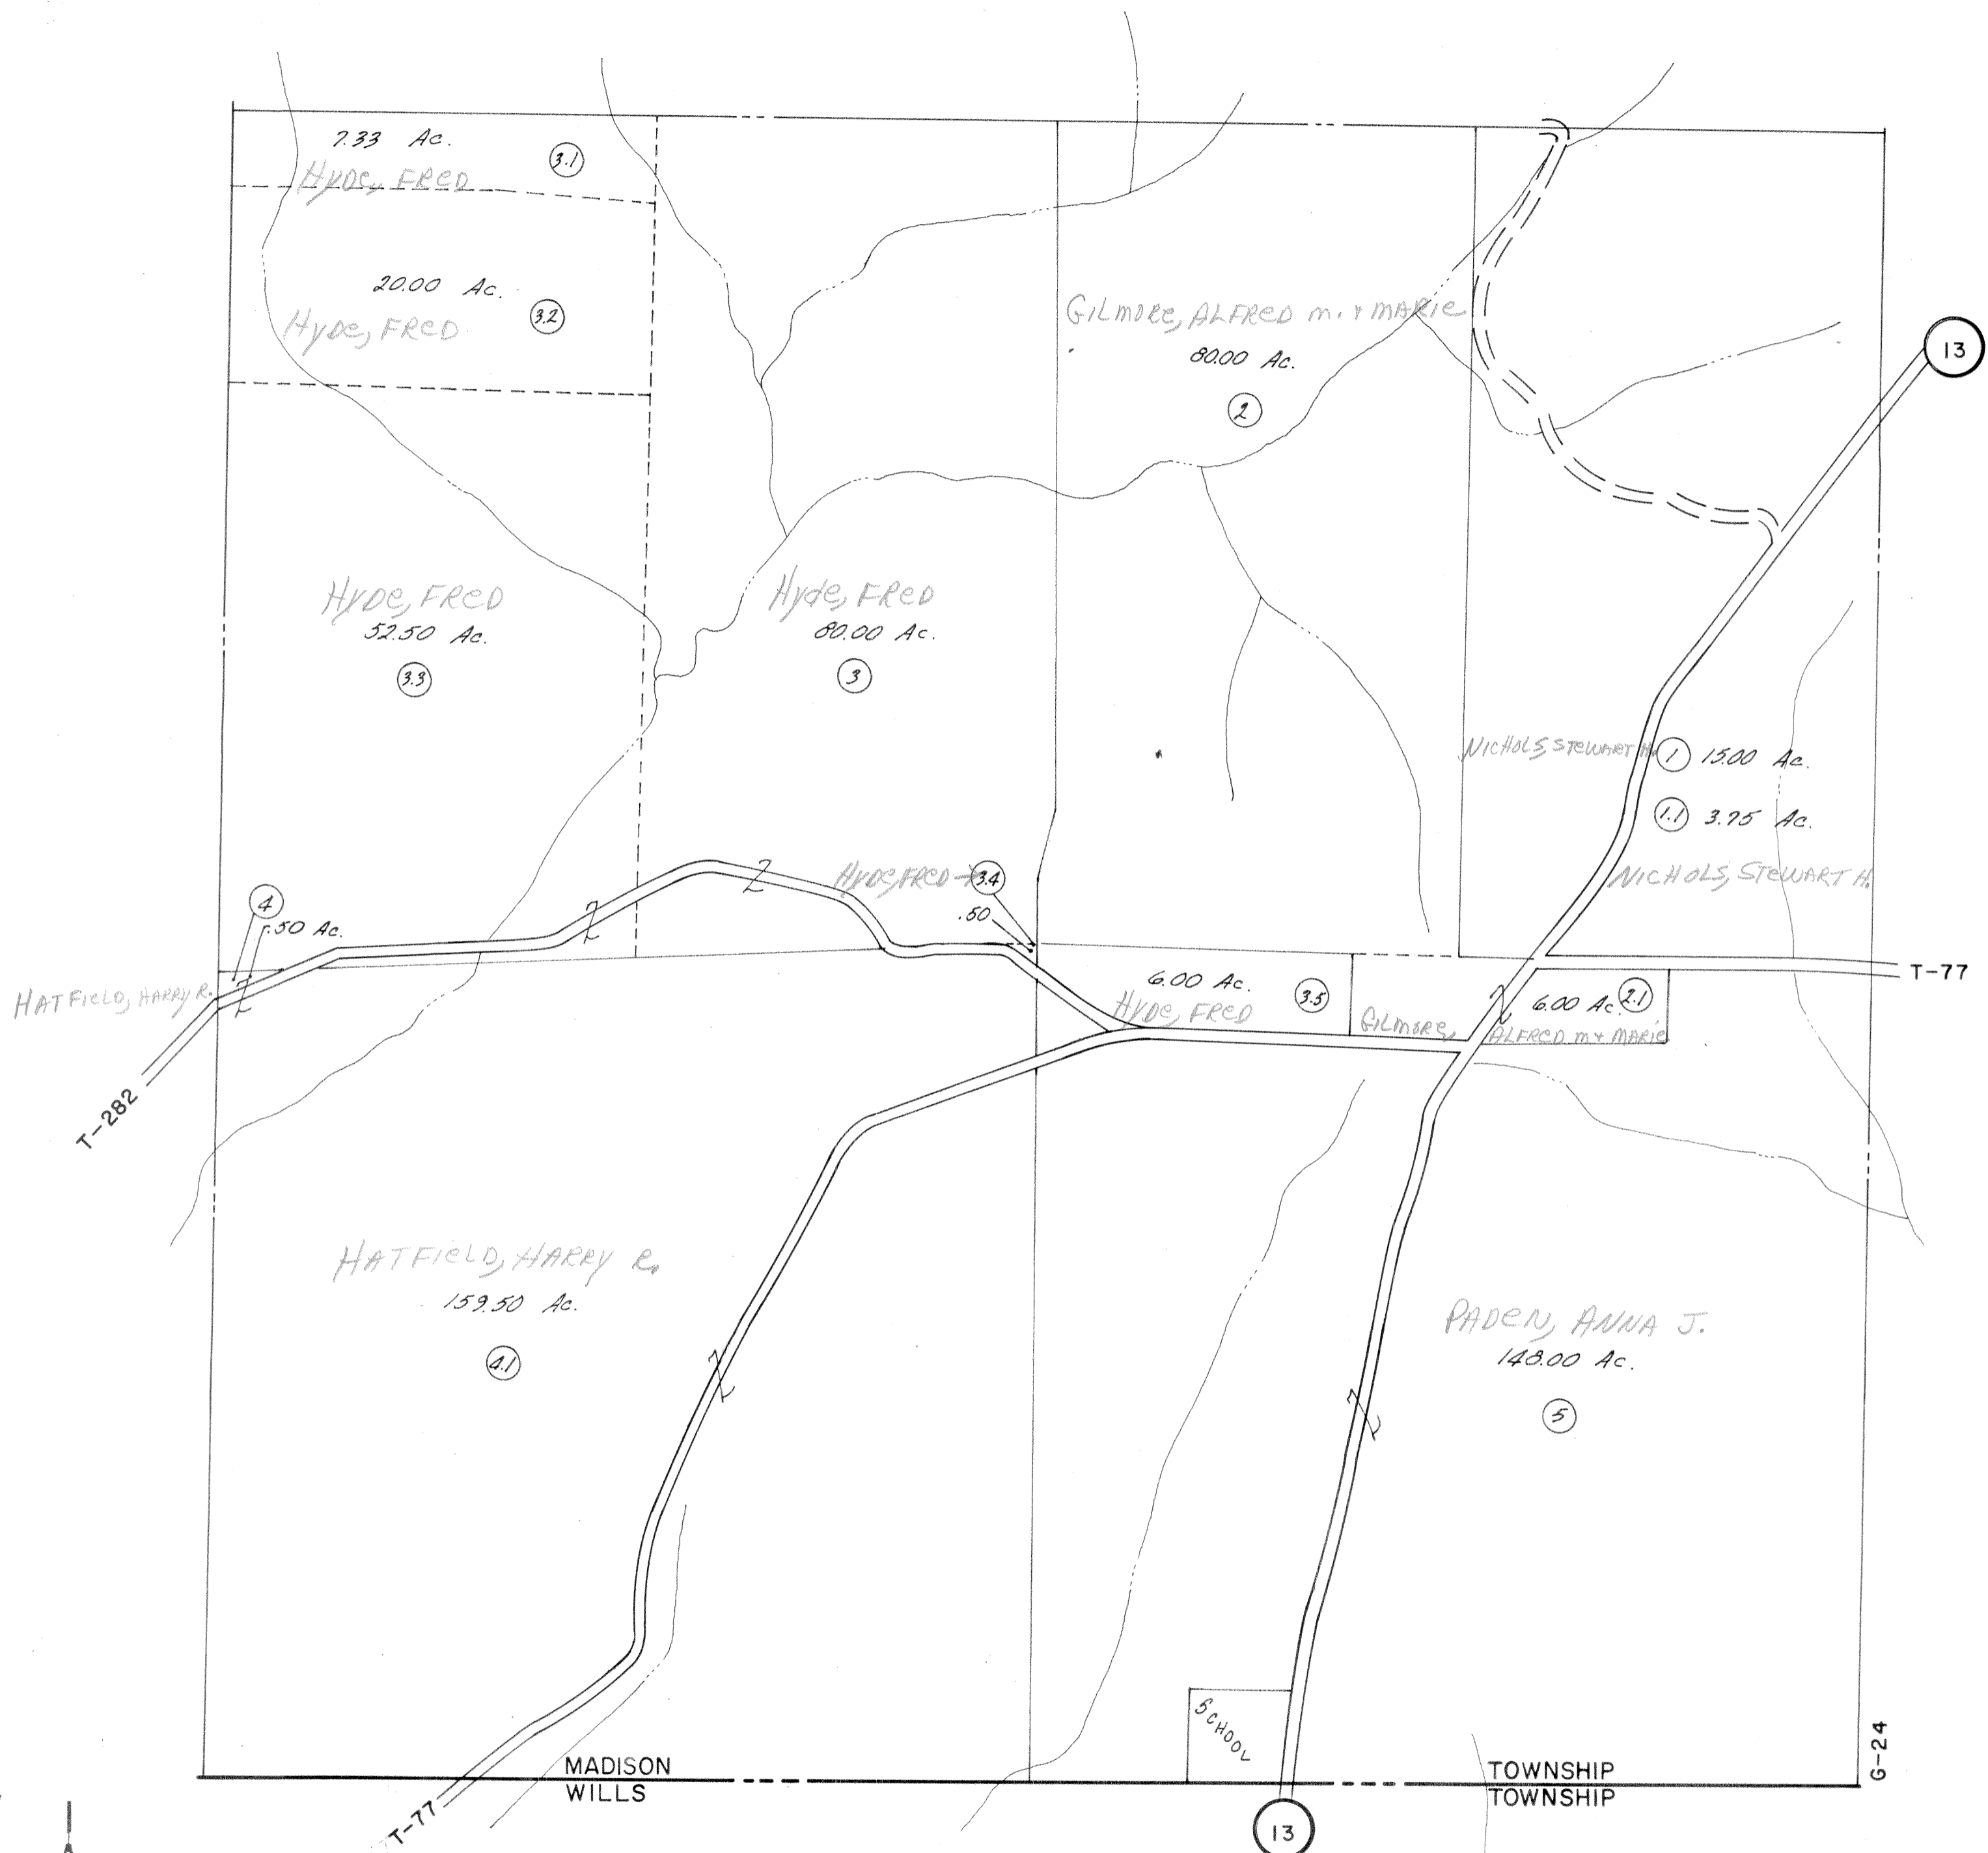 7.33 Ac.
3.1
HyDe, FReD
20.00 Ac.
3.2
HyDe, FReD
GILMORe, ALFReD m. & MARie
80.00 Ac.
2
13
HyDe, FReD
52.50 Ac.
3.3
Hyde, FReD
80.00 Ac.
3
NICHOLS, STeWART H.
1 15.00 Ac.
1.1 3.75 Ac.
NICHOLS, STeWART H.
HyDe, FReD
3.4
.50
4
.50 Ac.
HATFieLD, HARRY R.
T-282
6.00 Ac.
3.5
HyDe, FReD
GILMORe,
6.00 Ac.
2.1
ALFReD m & MARie
T-77
HATFieLD, HARRY R.
159.50 Ac.
4.1
PADeN, ANNA J.
148.00 Ac.
5
SCHOOL
G-24
MADISON TOWNSHIP
WILLS TOWNSHIP
T-77
13